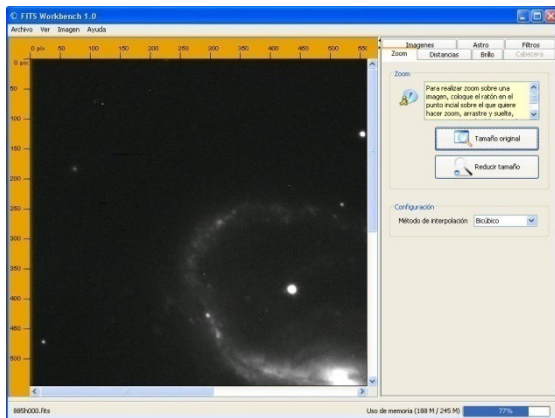 FITS Workbench 1.0
Archivo Ver Imagen Ayuda
0 pix 50 100 150 200 250 300 350 400 450 500 550
0 pix
50
100
150
200
250
300
350
400
450
500
Imagenes Astro Filtros
Zoom Distancias Brillo Cabecera
Zoom
Para realizar zoom sobre una
imagen, coloque el ratón en el
punto incial sobre el que quiere
hacer zoom, arrastre y suelte,
Tamaño original
Reducir tamaño
Configuración
Método de interpolación Bicúbico
885h000.fits
Uso de memoria (188 M / 245 M) 77%